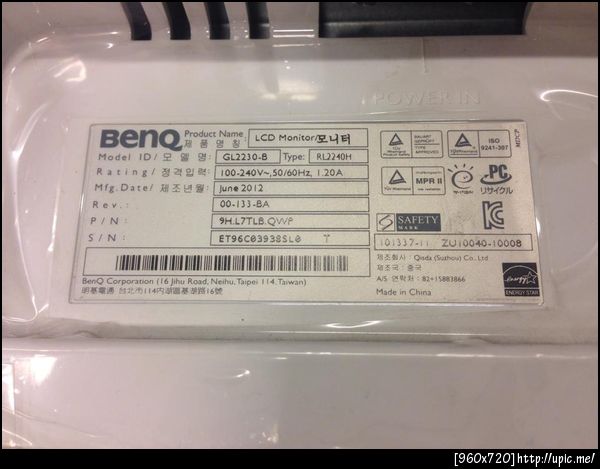 POWER IN
BenQ Product Name: LCD Monitor/모니터
제품명칭:
Model ID/모델명: GL2230-B Type: RL2240H
Rating/정격입력: 100-240V~,50/60Hz, 1.20A
Mfg.Date/제조년월: June 2012
Rev.: 00-133-BA
P/N: 9H.L7TLB.QWP
S/N: ET96C03938SL0 T
BenQ Corporation (16 Jihu Road, Neihu,Taipei 114,Taiwan)
明基電通 台北市114內湖區基湖路16號
ISO
9241-307
MPR II
PC
リサイクル
SAFETY
MARK
101337-11 ZU10040-10008
제조회사: Qisda (Suzhou) Co., Ltd
제조국: 중국
A/S 연락처: 82+15883866
Made in China
ENERGY STAR
[960x720]http://upic.me/